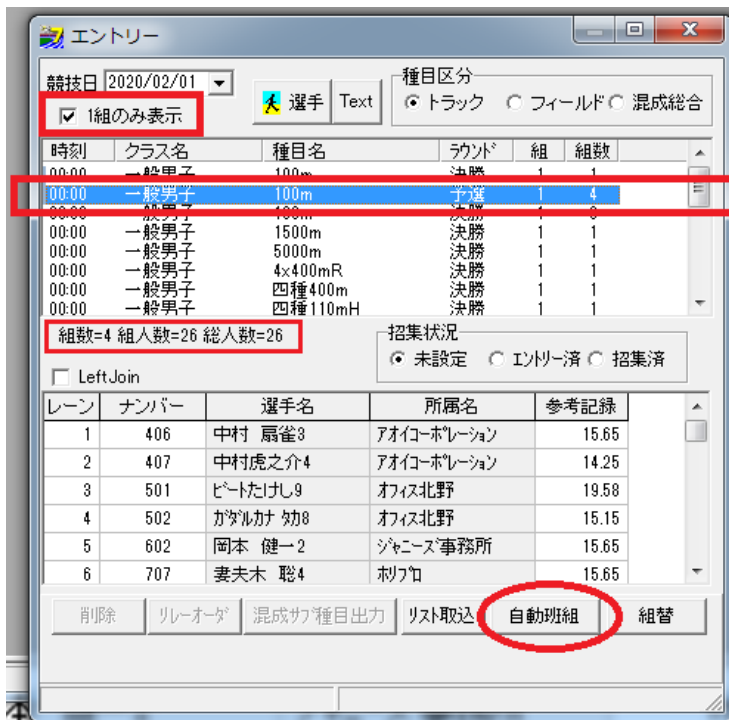 エントリー
競技日 2020/02/01
1組のみ表示
選手 Text
種目区分
トラック フィールド 混成総合
時刻 クラス名 種目名 ラウンド 組 組数
00:00 一般男子 100m 決勝 1 1
00:00 一般男子 100m 予選 1 4
00:00 一般男子 1500m 決勝 1 1
00:00 一般男子 5000m 決勝 1 1
00:00 一般男子 4x400mR 決勝 1 1
00:00 一般男子 四種400m 決勝 1 1
00:00 一般男子 四種110mH 決勝 1 1
組数=4 組人数=26 総人数=26
招集状況
未設定 エントリー済 招集済
LeftJoin
レーン ナンバー 選手名 所属名 参考記録
1 406 中村 扇雀3 アオイコーポレーション 15.65
2 407 中村虎之介4 アオイコーポレーション 14.25
3 501 ビートたけし9 オフィス北野 19.58
4 502 ガダルカナ タカ8 オフィス北野 15.15
5 602 岡本 健一2 ジャニーズ事務所 15.65
6 707 妻夫木 聡4 ホリプロ 15.65
削除 リレーオーダ 混成サブ種目出力 リスト取込 自動班組 組替